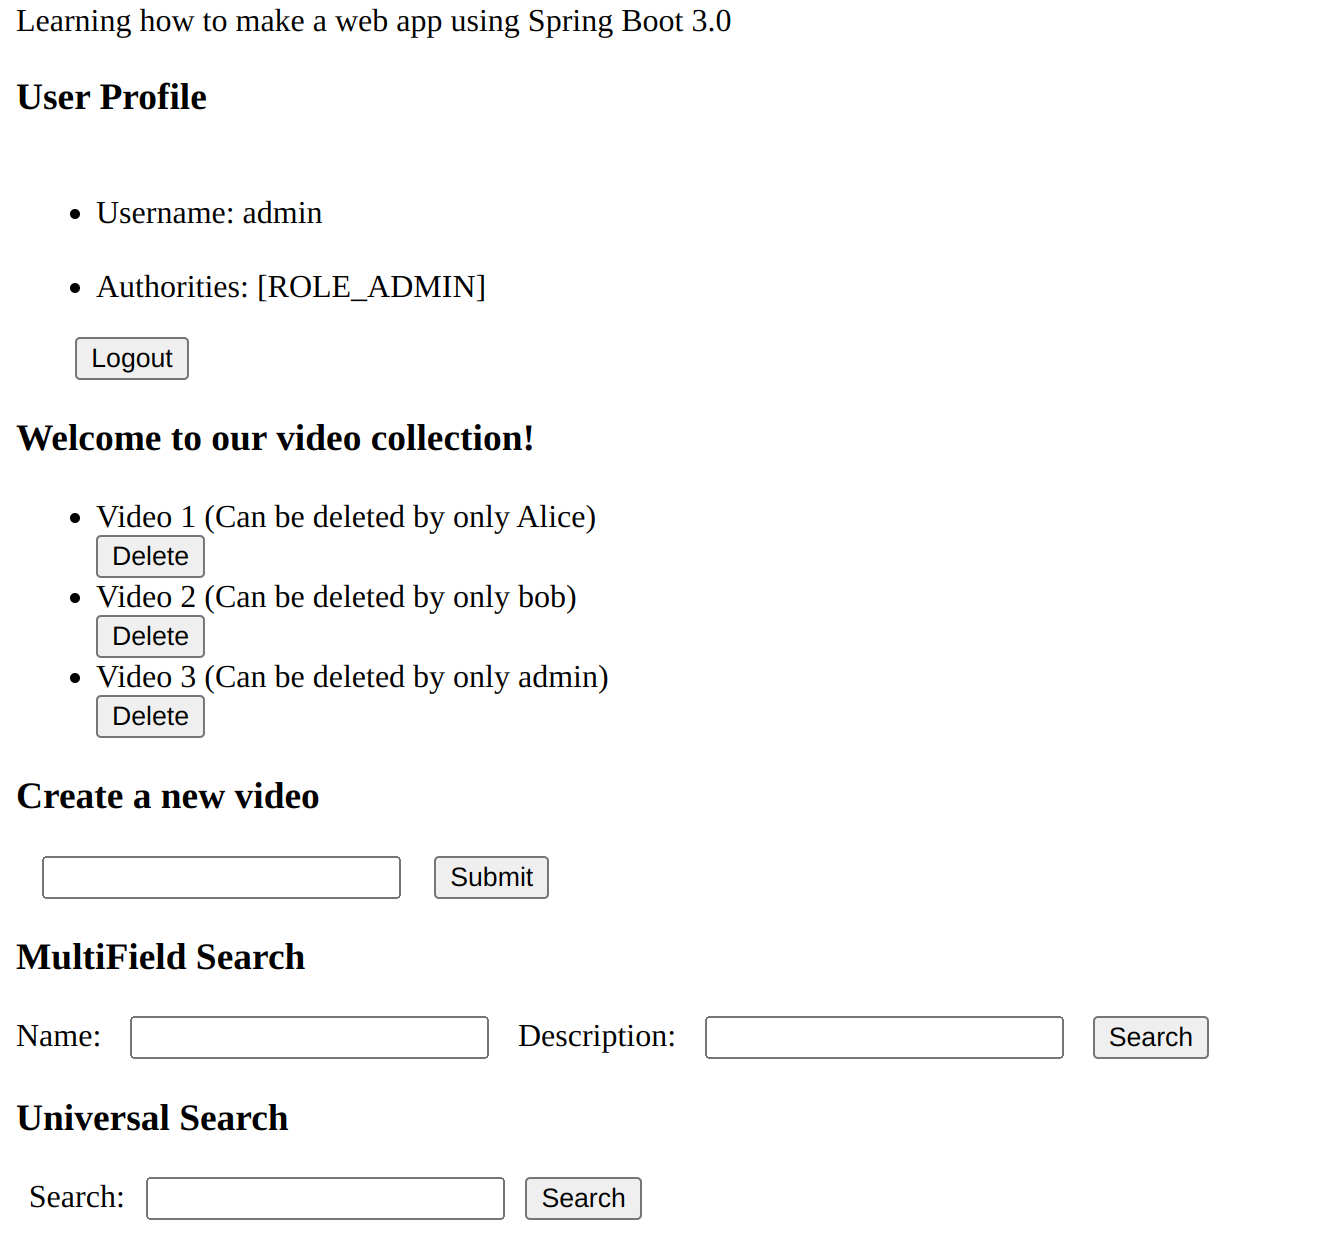 Learning how to make a web app using Spring Boot 3.0
User Profile
Username: admin
Authorities: [ROLE_ADMIN]
Logout
Welcome to our video collection!
Video 1 (Can be deleted by only Alice)
Delete
Video 2 (Can be deleted by only bob)
Delete
Video 3 (Can be deleted by only admin)
Delete
Create a new video
Submit
MultiField Search
Name: Description: Search
Universal Search
Search: Search